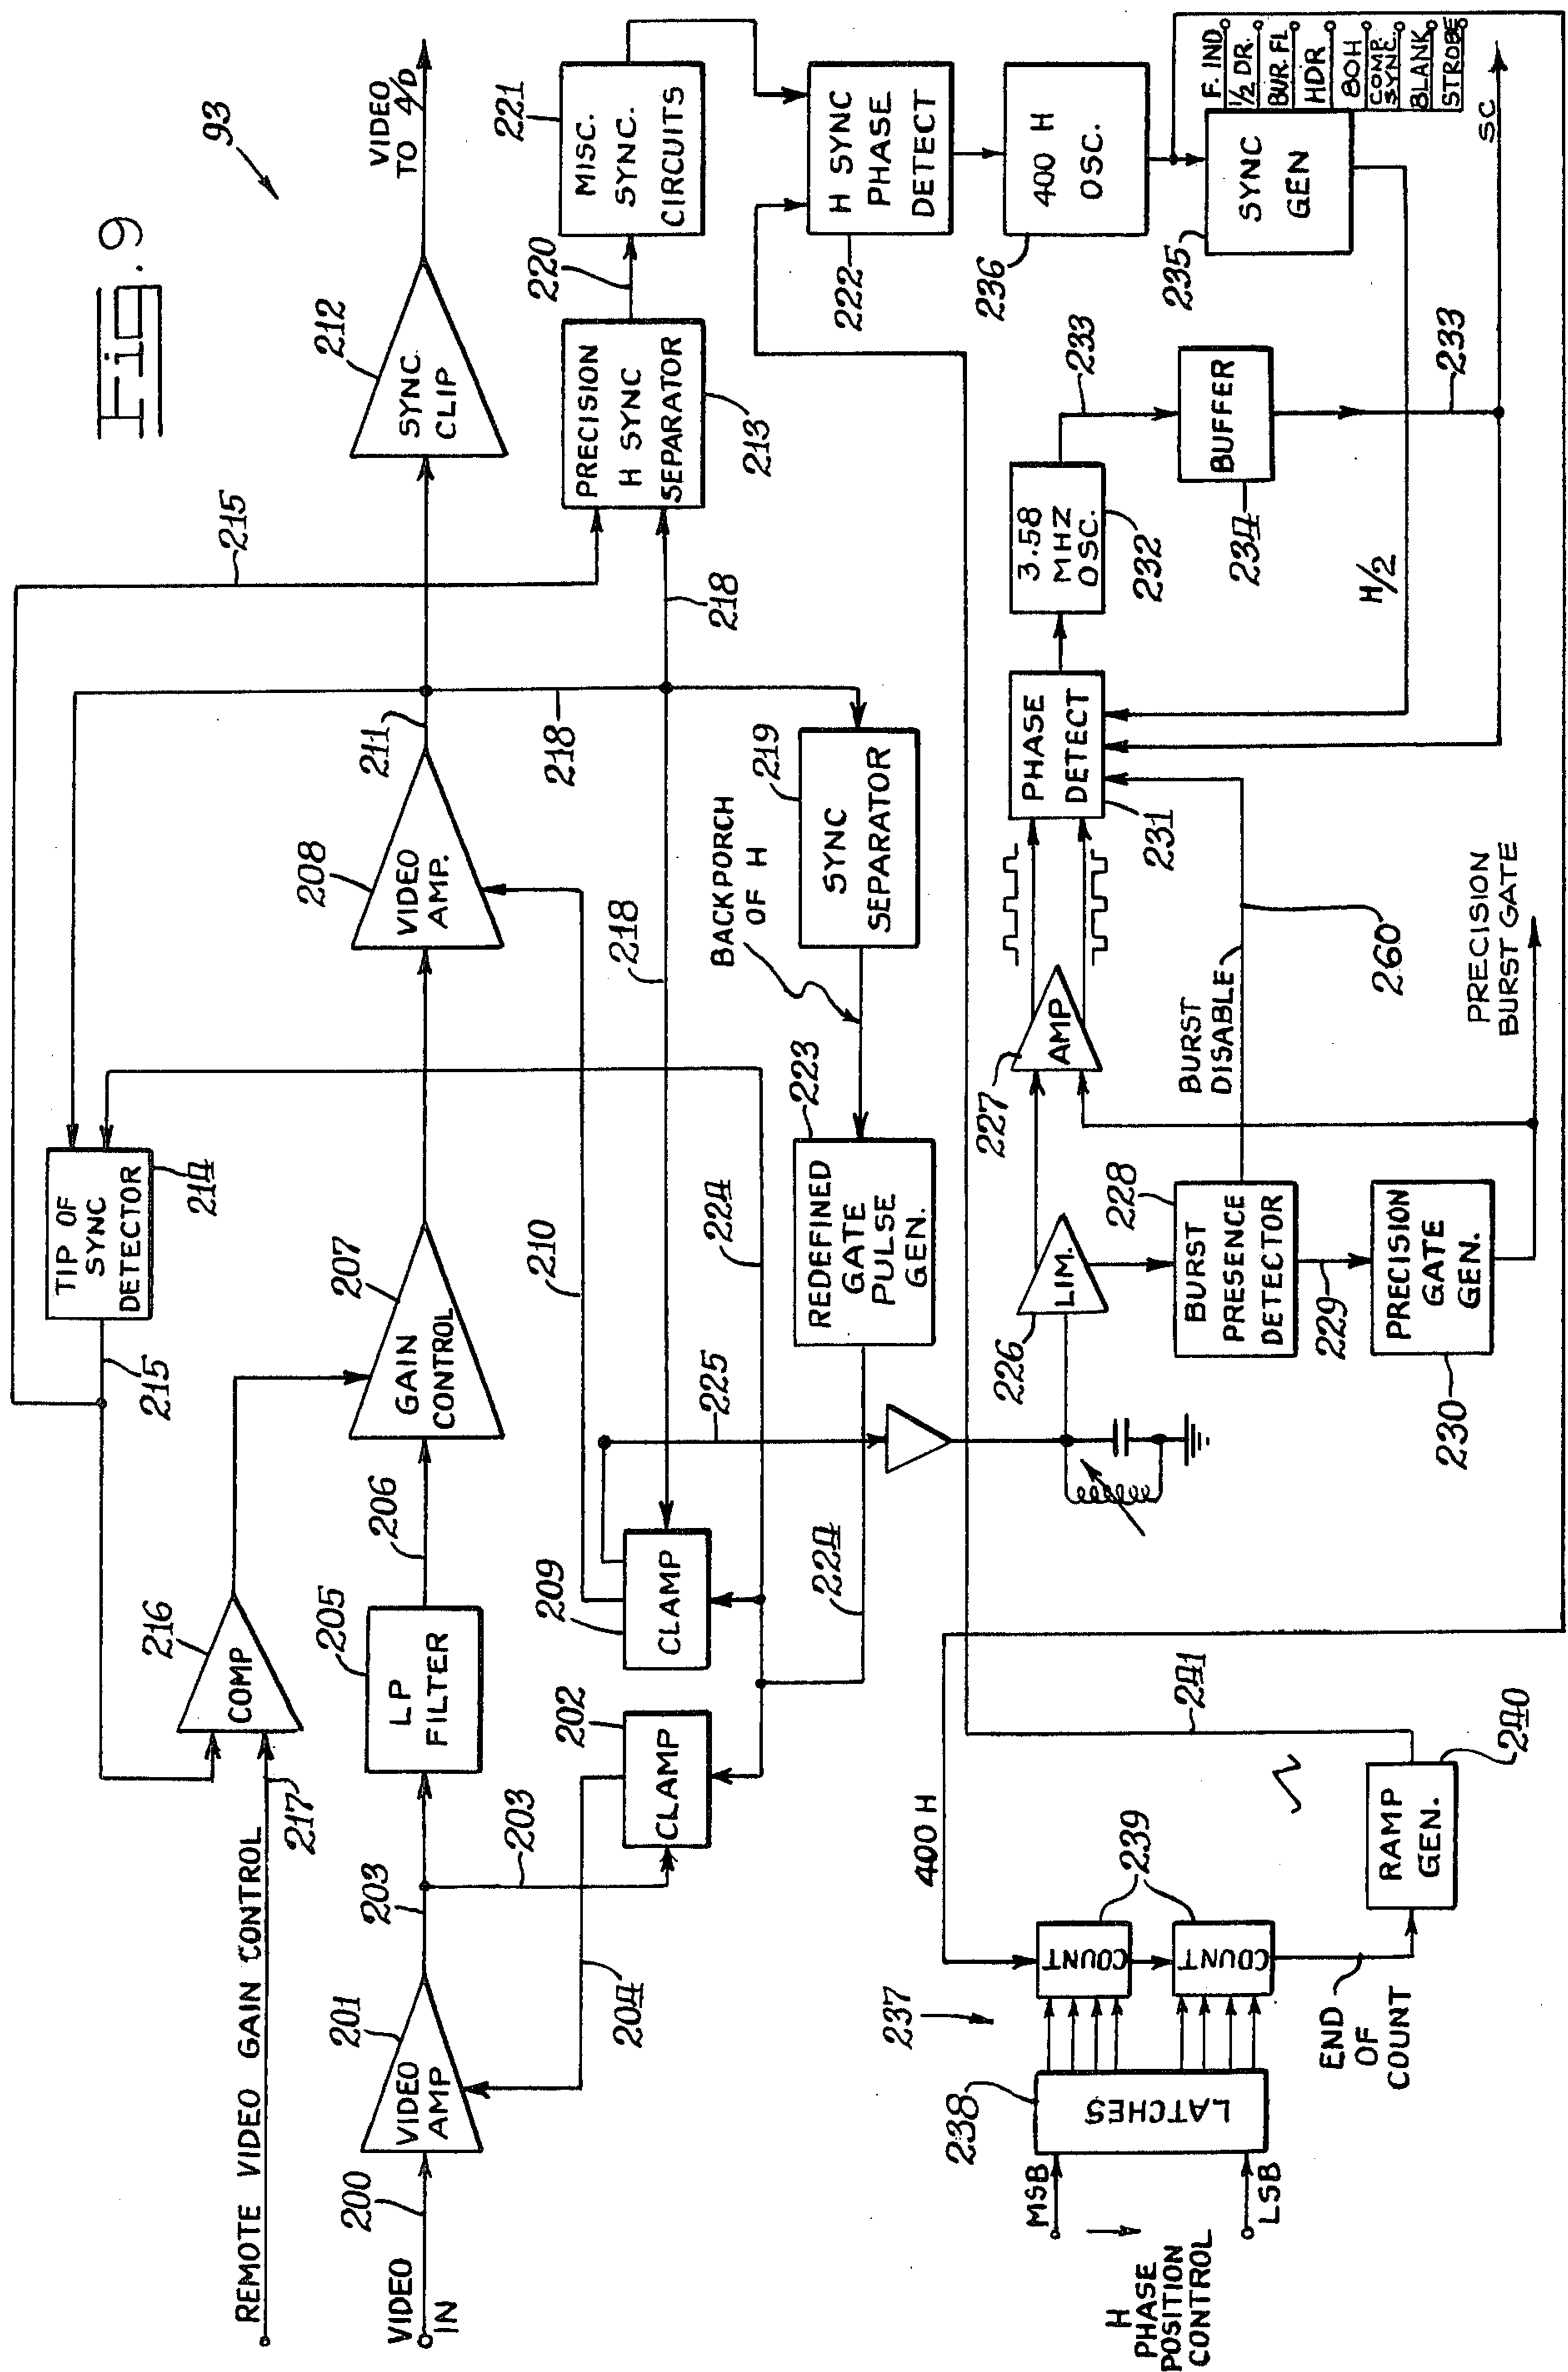 Fig. 9
93
REMOTE VIDEO GAIN CONTROL
217
216
COMP
215
TIP OF
SYNC
DETECTOR
214
215
VIDEO
IN
200
201
VIDEO
AMP
203
203
204
205
LP
FILTER
206
207
GAIN
CONTROL
208
VIDEO
AMP.
211
212
SYNC
CLIP
VIDEO
TO A/D
202
CLAMP
209
CLAMP
210
218
218
218
PRECISION
H SYNC
SEPARATOR
213
220
221
MISC.
SYNC.
CIRCUITS
219
SYNC
SEPARATOR
BACKPORCH
OF H
223
REDEFINED
GATE
PULSE
GEN.
224
224
225
H SYNC
PHASE
DETECT
222
400 H
OSC.
236
SYNC
GEN
235
F. IND
1/2 DR.
BUR. FL
HDR
80H
COMP.
SYNC.
BLANK
STROBE
SC
226
LIM.
227
AMP
228
BURST
PRESENCE
DETECTOR
229
PRECISION
GATE
GEN.
230
BURST
DISABLE
260
PRECISION
BURST GATE
PHASE
DETECT
231
3.58
MHZ
OSC.
232
233
BUFFER
234
233
H/2
237
H
PHASE
POSITION
CONTROL
MSB
LSB
238
LATCHES
239
COUNT
COUNT
400 H
END
OF
COUNT
RAMP
GEN.
240
241